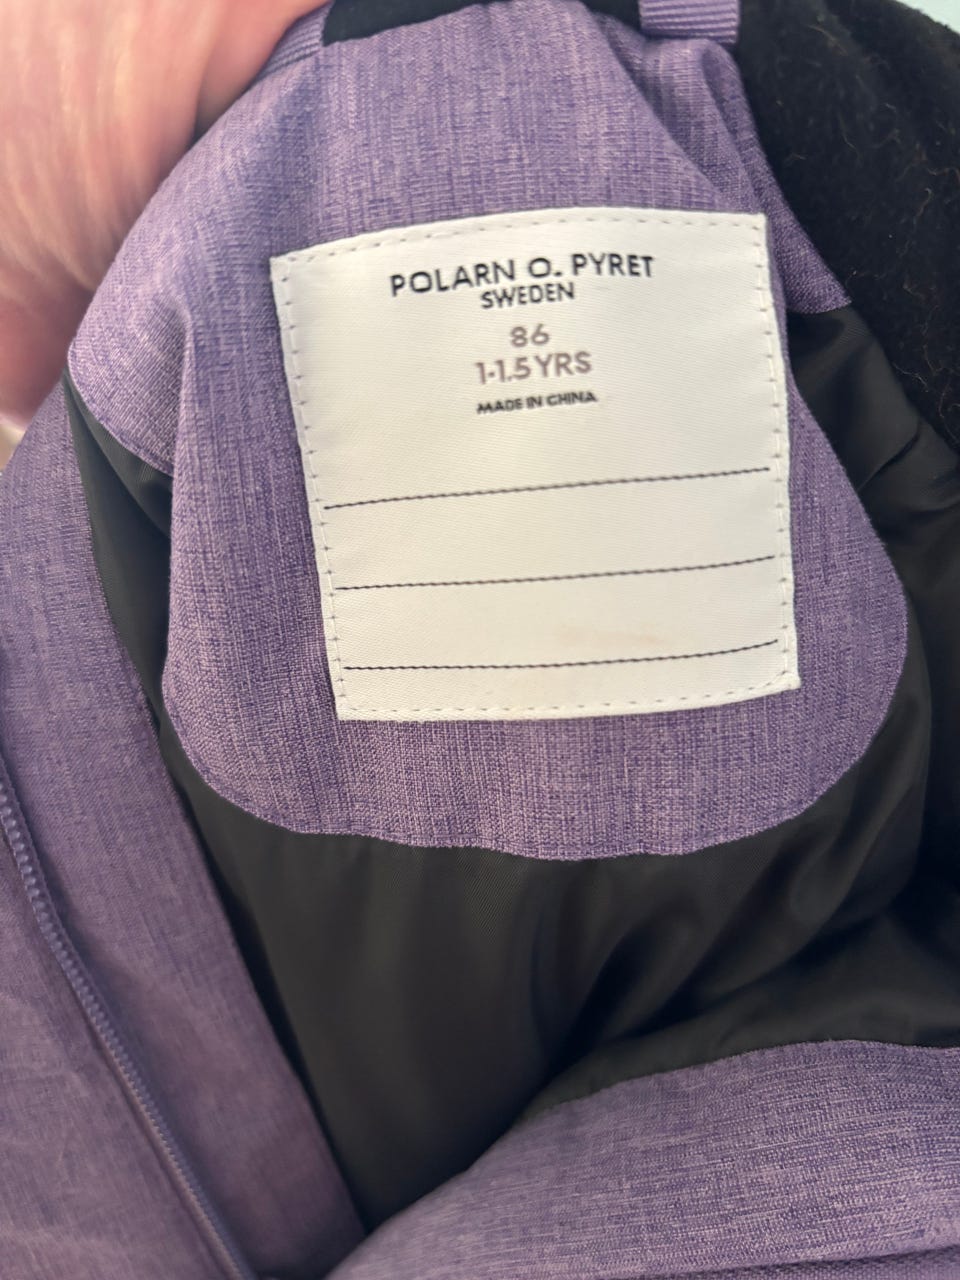 POLARN O. PYRET
SWEDEN
86
1-1.5 YRS
MADE IN CHINA